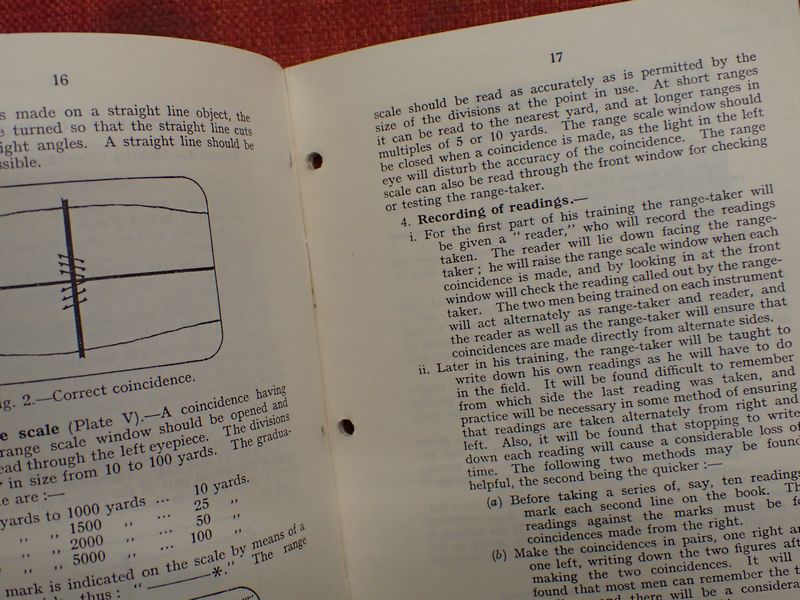 16
s made on a straight line object, the
e turned so that the straight line cuts
ight angles. A straight line should be
ssible.
g. 2.—Correct coincidence.
e scale (Plate V).—A coincidence having
range scale window should be opened and
ead through the left eyepiece. The divisions
r in size from 10 to 100 yards. The gradua-
e are :—
yards to 1000 yards ... 10 yards.
„ „ 1500 „ ... 25 „
„ „ 2000 „ ... 50 „
„ „ 5000 „ ... 100 „
mark is indicated on the scale by means of a
thus : " ———*." The range
17
scale should be read as accurately as is permitted by the
size of the divisions at the point in use. At short ranges
it can be read to the nearest yard, and at longer ranges in
multiples of 5 or 10 yards. The range scale window should
be closed when a coincidence is made, as the light in the left
eye will disturb the accuracy of the coincidence. The range
scale can also be read through the front window for checking
or testing the range-taker.
4. Recording of readings.—
i. For the first part of his training the range-taker will
be given a " reader," who will record the readings
taken. The reader will lie down facing the range-
taker ; he will raise the range scale window when each
coincidence is made, and by looking in at the front
window will check the reading called out by the range-
taker. The two men being trained on each instrument
will act alternately as range-taker and reader, and
the reader as well as the range-taker will ensure that
coincidences are made directly from alternate sides.
ii. Later in his training, the range-taker will be taught to
write down his own readings as he will have to do
in the field. It will be found difficult to remember
from which side the last reading was taken, and
practice will be necessary in some method of ensuring
that readings are taken alternately from right and
left. Also, it will be found that stopping to write
down each reading will cause a considerable loss of
time. The following two methods may be found
helpful, the second being the quicker :—
(a) Before taking a series of, say, ten readings
mark each second line on the book. Th
readings against the marks must be fo
coincidences made from the right.
(b) Make the coincidences in pairs, one right an
one left, writing down the two figures aft
making the two coincidences. It will
found that most men can remember the t
and there will be a considera